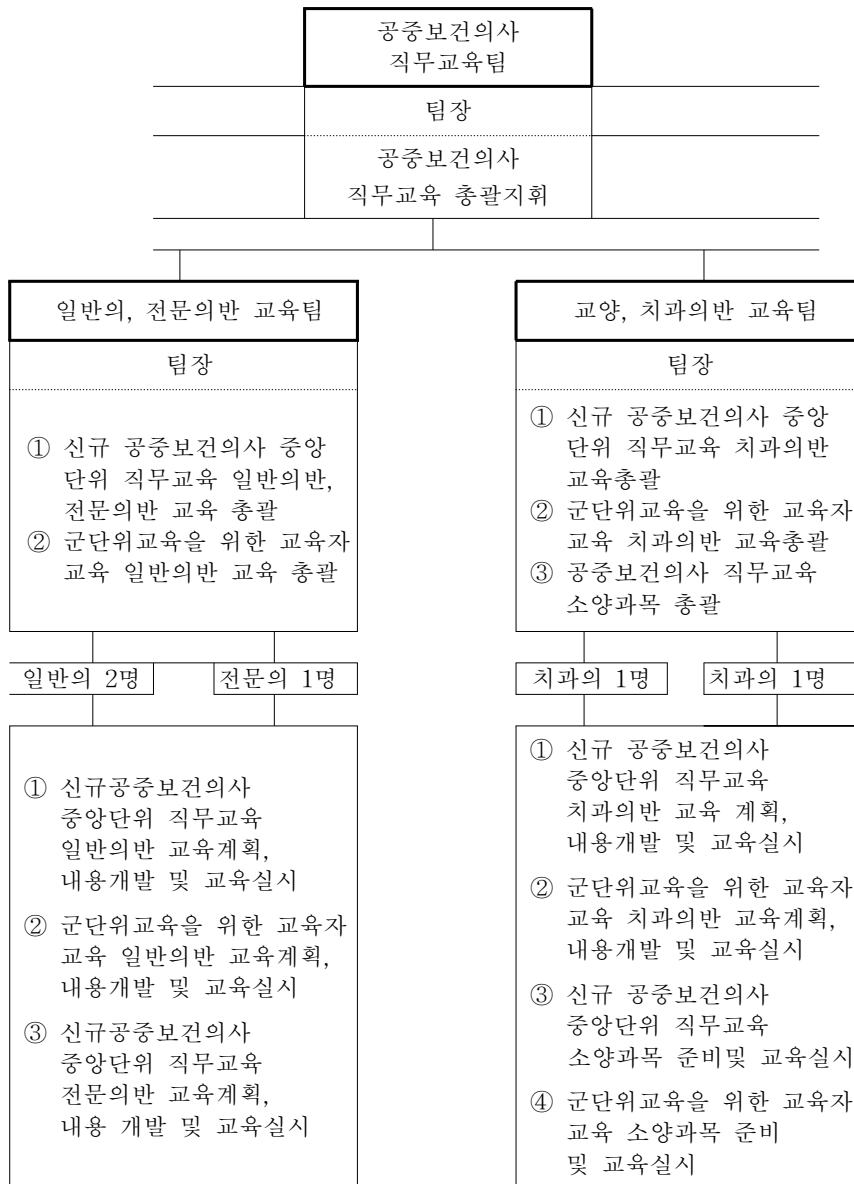 공중보건의사
직무교육팀
팀장
공중보건의사
직무교육 총괄지휘
일반의, 전문의반 교육팀
팀장
① 신규 공중보건의사 중앙
단위 직무교육 일반의반,
전문의반 교육 총괄
② 군단위교육을 위한 교육자
교육 일반의반 교육 총괄
일반의 2명
전문의 1명
① 신규공중보건의사
중앙단위 직무교육
일반의반 교육계획,
내용개발 및 교육실시
② 군단위교육을 위한 교육자
교육 일반의반 교육계획,
내용개발 및 교육실시
③ 신규공중보건의사
중앙단위 직무교육
전문의반 교육계획,
내용 개발 및 교육실시
교양, 치과의반 교육팀
팀장
① 신규 공중보건의사 중앙
단위 직무교육 치과의반
교육총괄
② 군단위교육을 위한 교육자
교육 치과의반 교육총괄
③ 공중보건의사 직무교육
소양과목 총괄
치과의 1명
치과의 1명
① 신규 공중보건의사
중앙단위 직무교육
치과의반 교육 계획,
내용개발 및 교육실시
② 군단위교육을 위한 교육자
교육 치과의반 교육계획,
내용개발 및 교육실시
③ 신규 공중보건의사
중앙단위 직무교육
소양과목 준비및 교육실시
④ 군단위교육을 위한 교육자
교육 소양과목 준비
및 교육실시